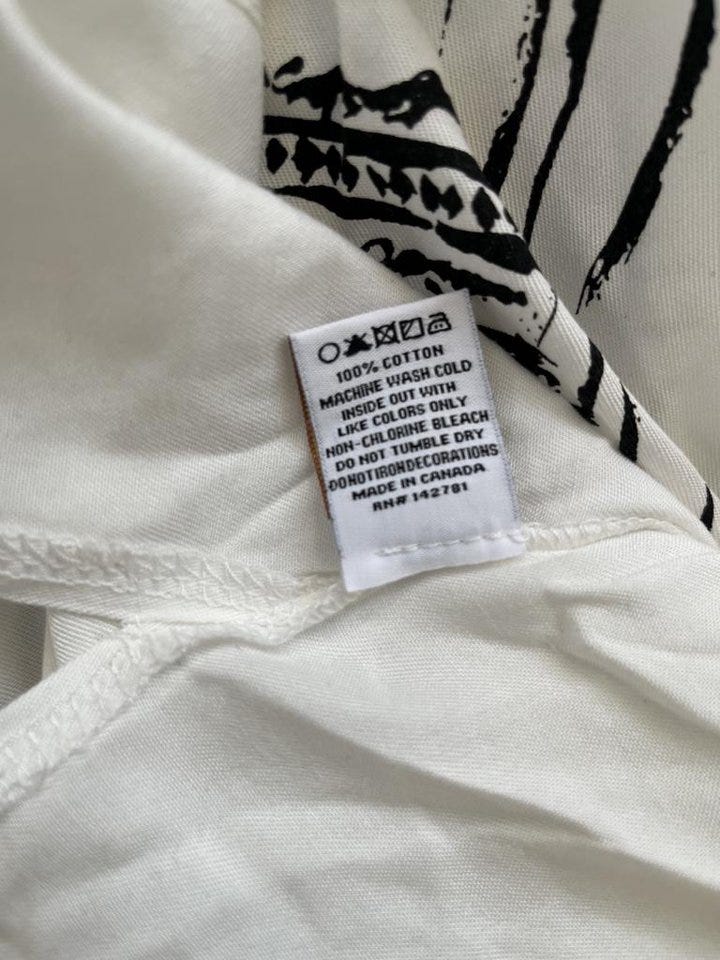 100% COTTON
MACHINE WASH COLD
INSIDE OUT WITH
LIKE COLORS ONLY
NON-CHLORINE BLEACH
DO NOT TUMBLE DRY
DONOTIRONDECORATIONS
MADE IN CANADA
RN# 142781